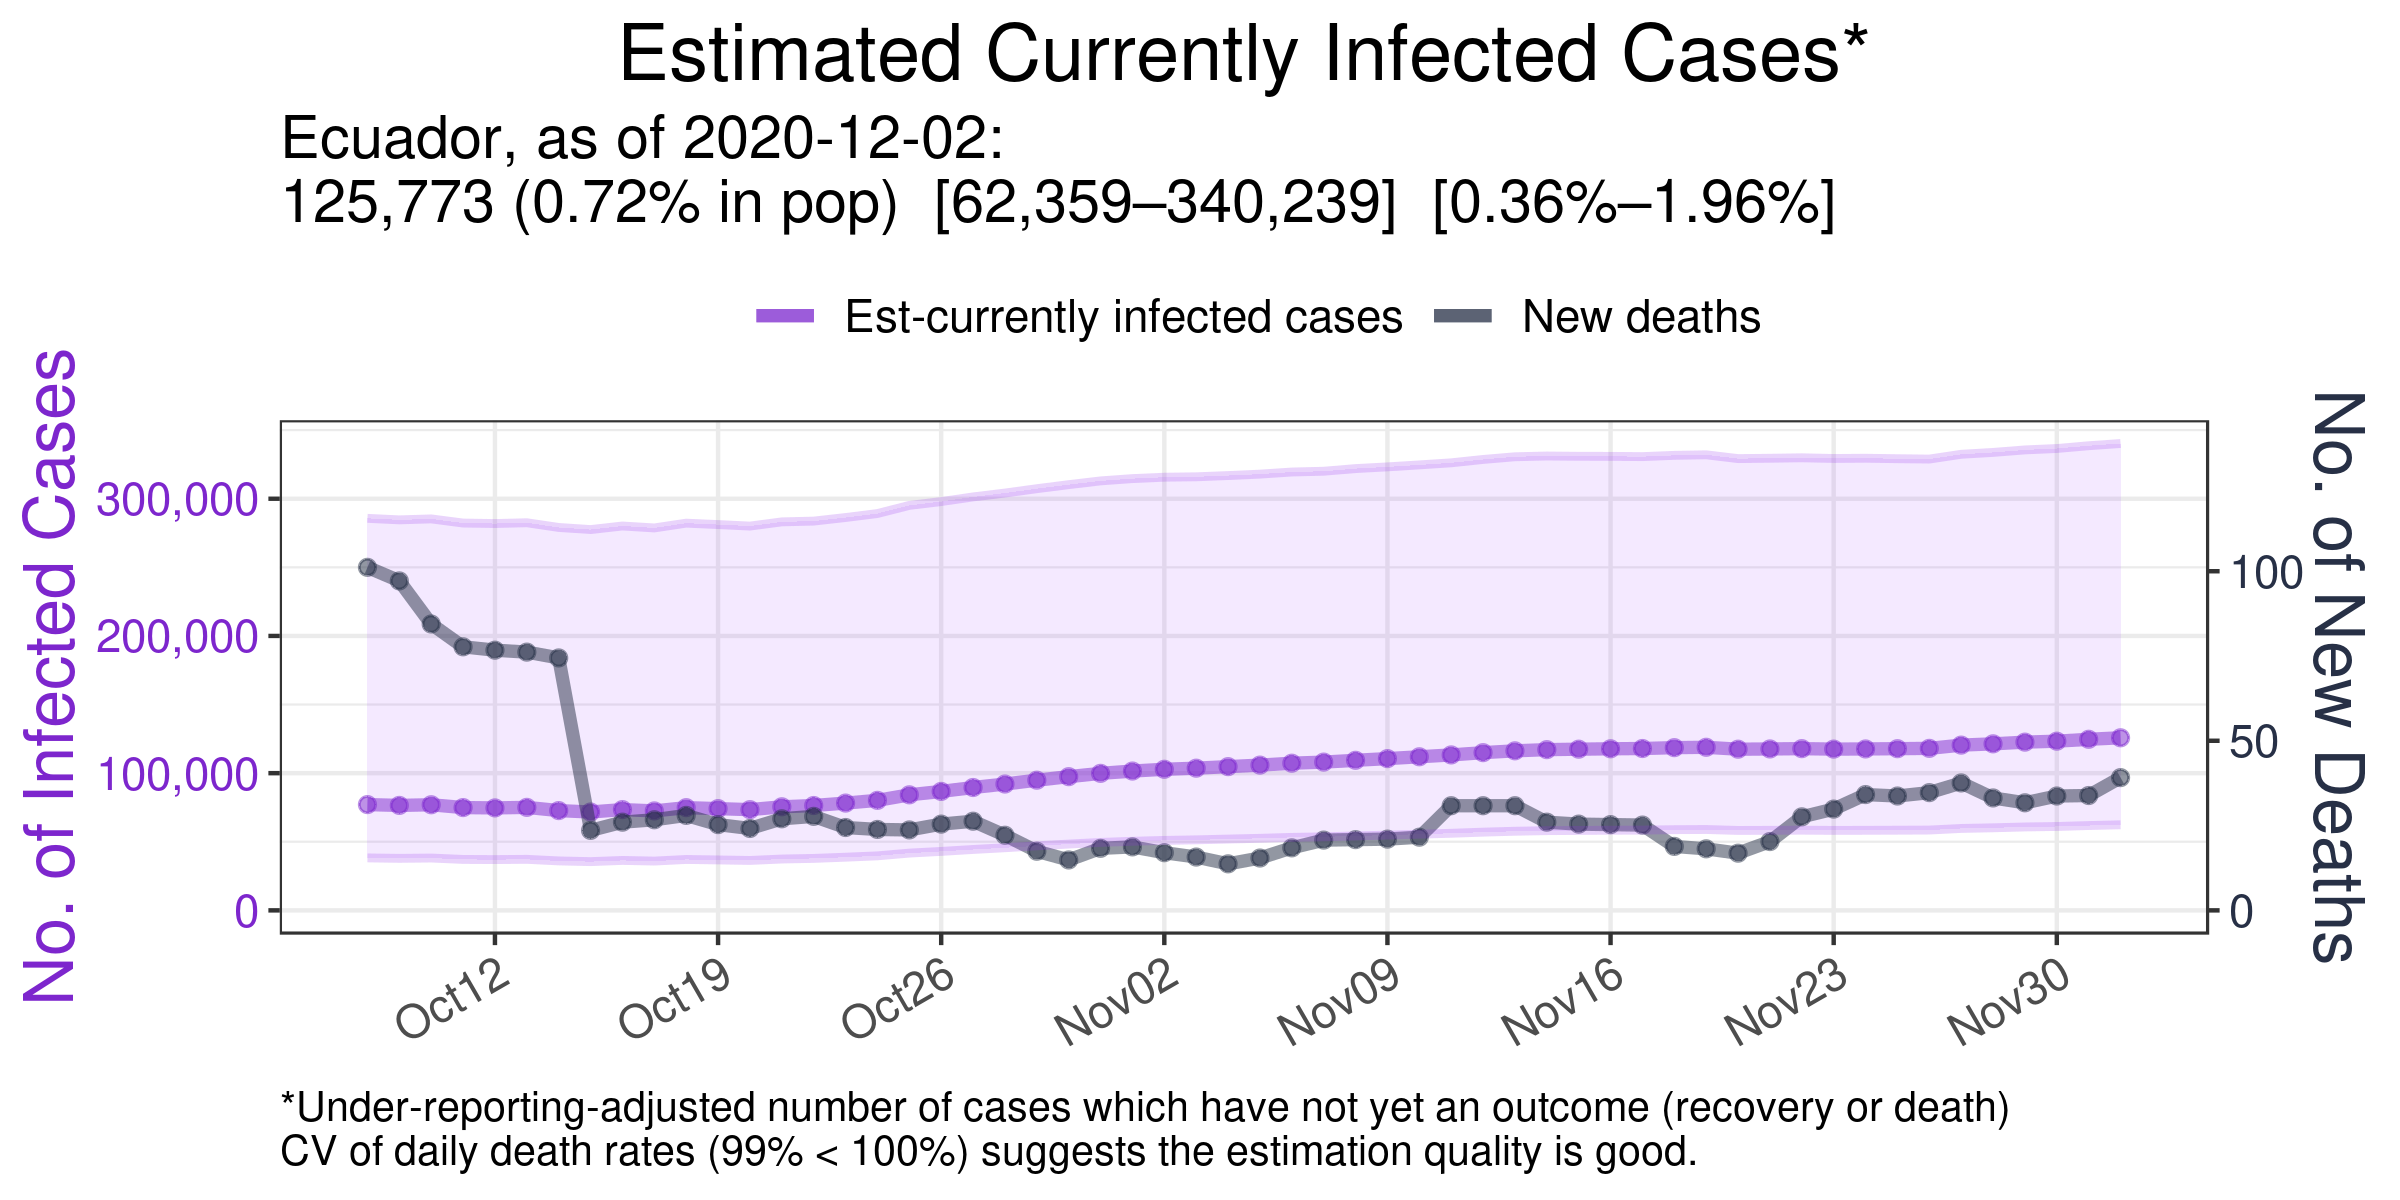 Estimated Currently Infected Cases*
Ecuador, as of 2020-12-02:
125,773 (0.72% in pop)  [62,359–340,239]  [0.36%–1.96%]
Est-currently infected cases
New deaths
No. of Infected Cases
300,000
200,000
100,000
0
No. of New Deaths
100
50
0
Oct12
Oct19
Oct26
Nov02
Nov09
Nov16
Nov23
Nov30
*Under-reporting-adjusted number of cases which have not yet an outcome (recovery or death)
CV of daily death rates (99% < 100%) suggests the estimation quality is good.